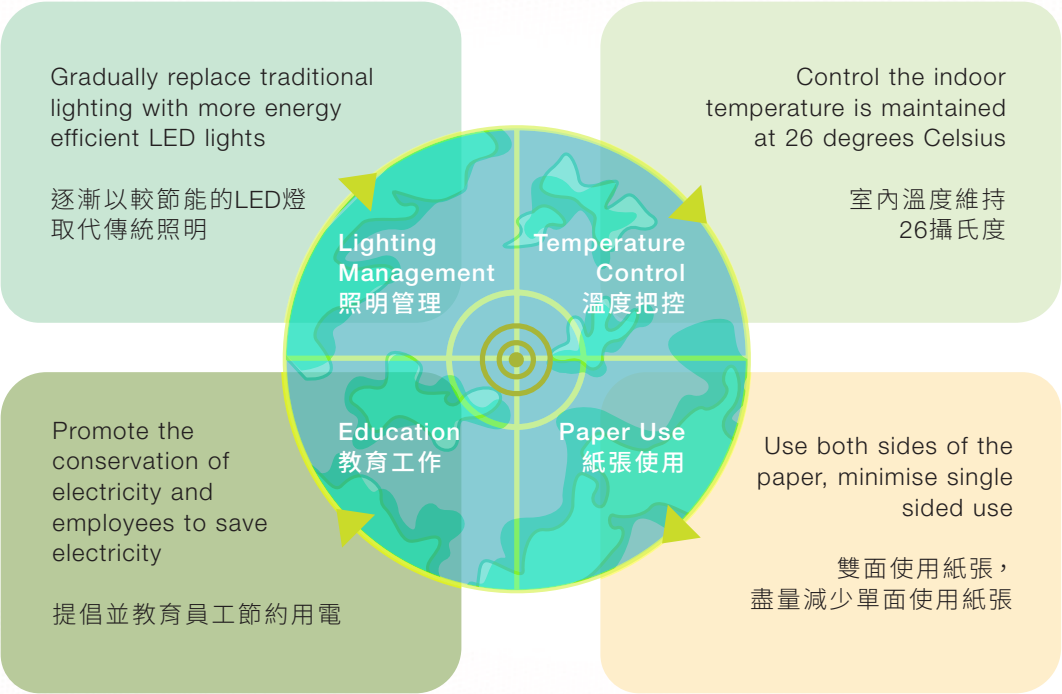 Gradually replace traditional
lighting with more energy
efficient LED lights
逐漸以較節能的LED燈
取代傳統照明
Control the indoor
temperature is maintained
at 26 degrees Celsius
室內溫度維持
26攝氏度
Lighting
Management
照明管理
Temperature
Control
溫度把控
Education
教育工作
Paper Use
紙張使用
Promote the
conservation of
electricity and
employees to save
electricity
提倡並教育員工節約用電
Use both sides of the
paper, minimise single
sided use
雙面使用紙張，
盡量減少單面使用紙張